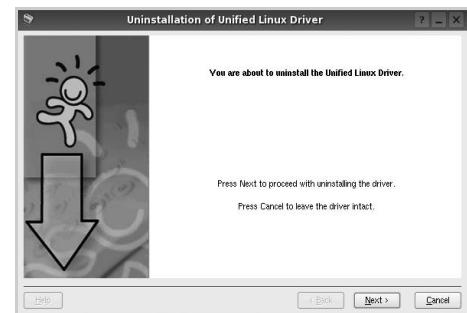 Uninstallation of Unified Linux Driver
? _ X
You are about to uninstall the Unified Linux Driver.
Press Next to proceed with uninstalling the driver.
Press Cancel to leave the driver intact.
Help
< Back
Next >
Cancel